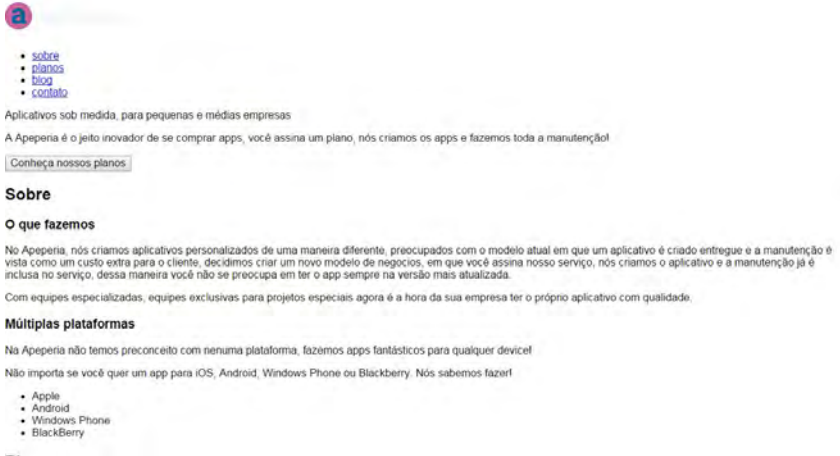 a
sobre
planos
blog
contato
Aplicativos sob medida, para pequenas e médias empresas
A Apeperia é o jeito inovador de se comprar apps, você assina um plano, nós criamos os apps e fazemos toda a manutenção!
Conheça nossos planos
Sobre
O que fazemos
No Apeperia, nós criamos aplicativos personalizados de uma maneira diferente, preocupados com o modelo atual em que um aplicativo é criado entregue e a manutenção é
vista como um custo extra para o cliente, decidimos criar um novo modelo de negocios, em que você assina nosso serviço, nós criamos o aplicativo e a manutenção já é
inclusa no serviço, dessa maneira você não se preocupa em ter o app sempre na versão mais atualizada.
Com equipes especializadas, equipes exclusivas para projetos especiais agora é a hora da sua empresa ter o próprio aplicativo com qualidade.
Múltiplas plataformas
Na Apeperia não temos preconceito com nenuma plataforma, fazemos apps fantásticos para qualquer device!
Não importa se você quer um app para iOS, Android, Windows Phone ou Blackberry. Nós sabemos fazer!
Apple
Android
Windows Phone
BlackBerry